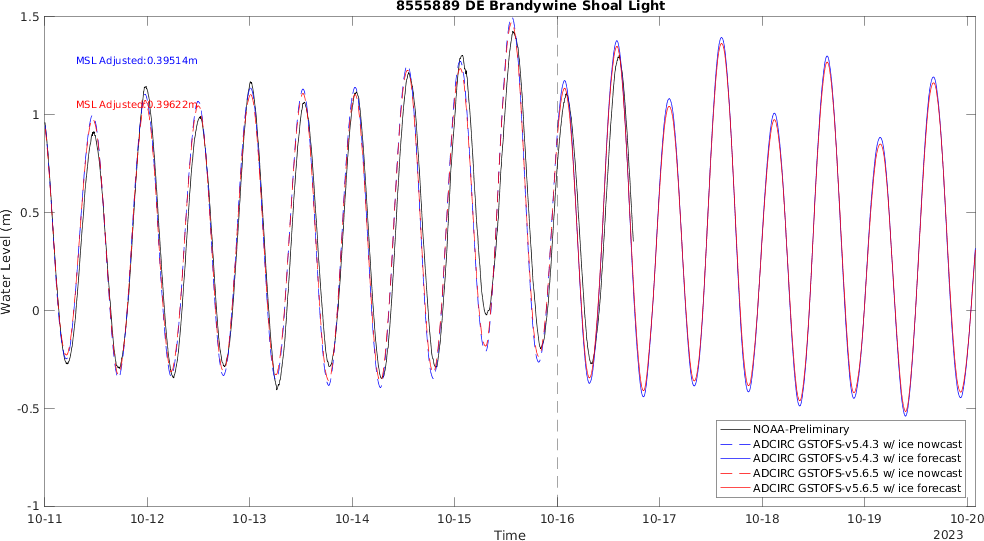 8555889 DE Brandywine Shoal Light
1.5
1
0.5
0
-0.5
-1
Water Level (m)
MSL Adjusted:0.39514m
MSL Adjusted:0.39622m
NOAA-Preliminary
ADCIRC GSTOFS-v5.4.3 w/ ice nowcast
ADCIRC GSTOFS-v5.4.3 w/ ice forecast
ADCIRC GSTOFS-v5.6.5 w/ ice nowcast
ADCIRC GSTOFS-v5.6.5 w/ ice forecast
10-11 10-12 10-13 10-14 10-15 10-16 10-17 10-18 10-19 10-20
Time
2023